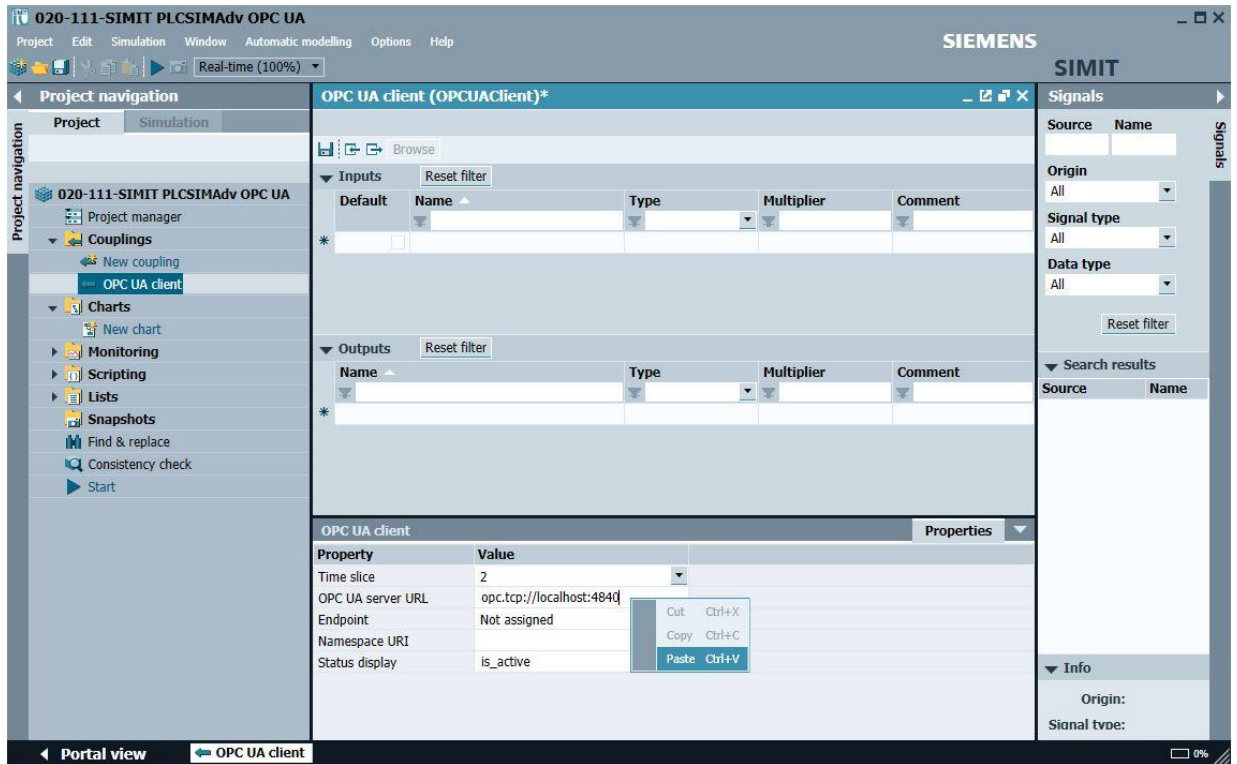 020-111-SIMIT PLCSIMAdv OPC UA
Project Edit Simulation Window Automatic modelling Options Help
SIEMENS
Real-time (100%)
SIMIT
Project navigation
Project navigation
Project Simulation
020-111-SIMIT PLCSIMAdv OPC UA
Project manager
Couplings
New coupling
OPC UA client
Charts
New chart
Monitoring
Scripting
Lists
Snapshots
Find & replace
Consistency check
Start
OPC UA client (OPCUAClient)*
Browse
Inputs Reset filter
Default Name Type Multiplier Comment
Outputs Reset filter
Name Type Multiplier Comment
OPC UA client Properties
Property Value
Time slice 2
OPC UA server URL opc.tcp://localhost:4840
Endpoint Not assigned
Namespace URI
Status display is_active
Cut Ctrl+X
Copy Ctrl+C
Paste Ctrl+V
Signals
Signals
Source Name
Origin
All
Signal type
All
Data type
All
Reset filter
Search results
Source Name
Info
Origin:
Signal type:
Portal view OPC UA client
0%